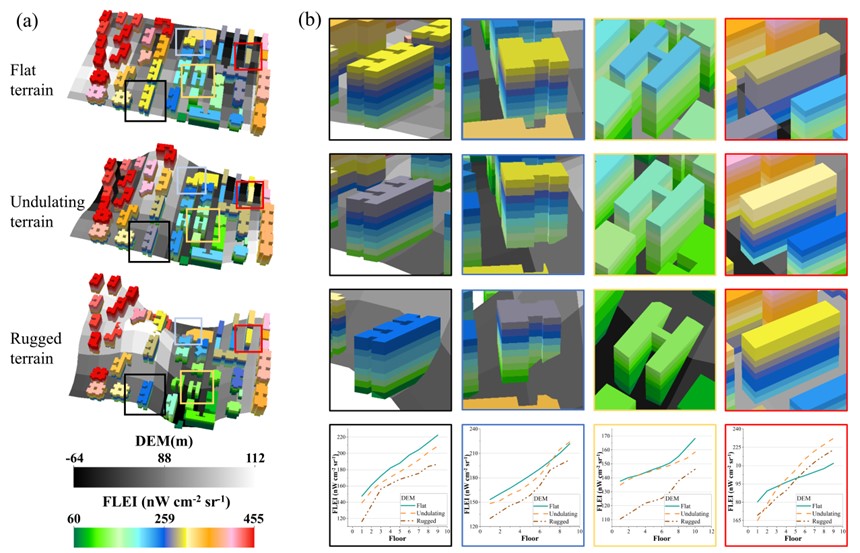 (a)
(b)
Flat
terrain
Undulating
terrain
Rugged
terrain
DEM(m)
-64 88 112
FLEI (nW cm-2 sr-1)
60 259 455
FLEI(nW cm-2 sr-1)
220
200
180
160
140
120
DEM
Flat
Undulating
Rugged
0 1 2 3 4 5 6 7 8 9 10
Floor
FLEI(nW cm-2 sr-1)
240
210
180
150
130
DEM
Flat
Undulating
Rugged
0 2 4 6 8 10
Floor
FLEI(nW cm-2 sr-1)
170
150
130
110
100
DEM
Flat
Undulating
Rugged
0 2 4 6 8 10 12
Floor
FLEI(nW cm-2 sr-1)
240
225
19
180
165
DEM
Flat
Undulating
Rugged
0 1 2 3 4 5 6 7 8 9 10
Floor